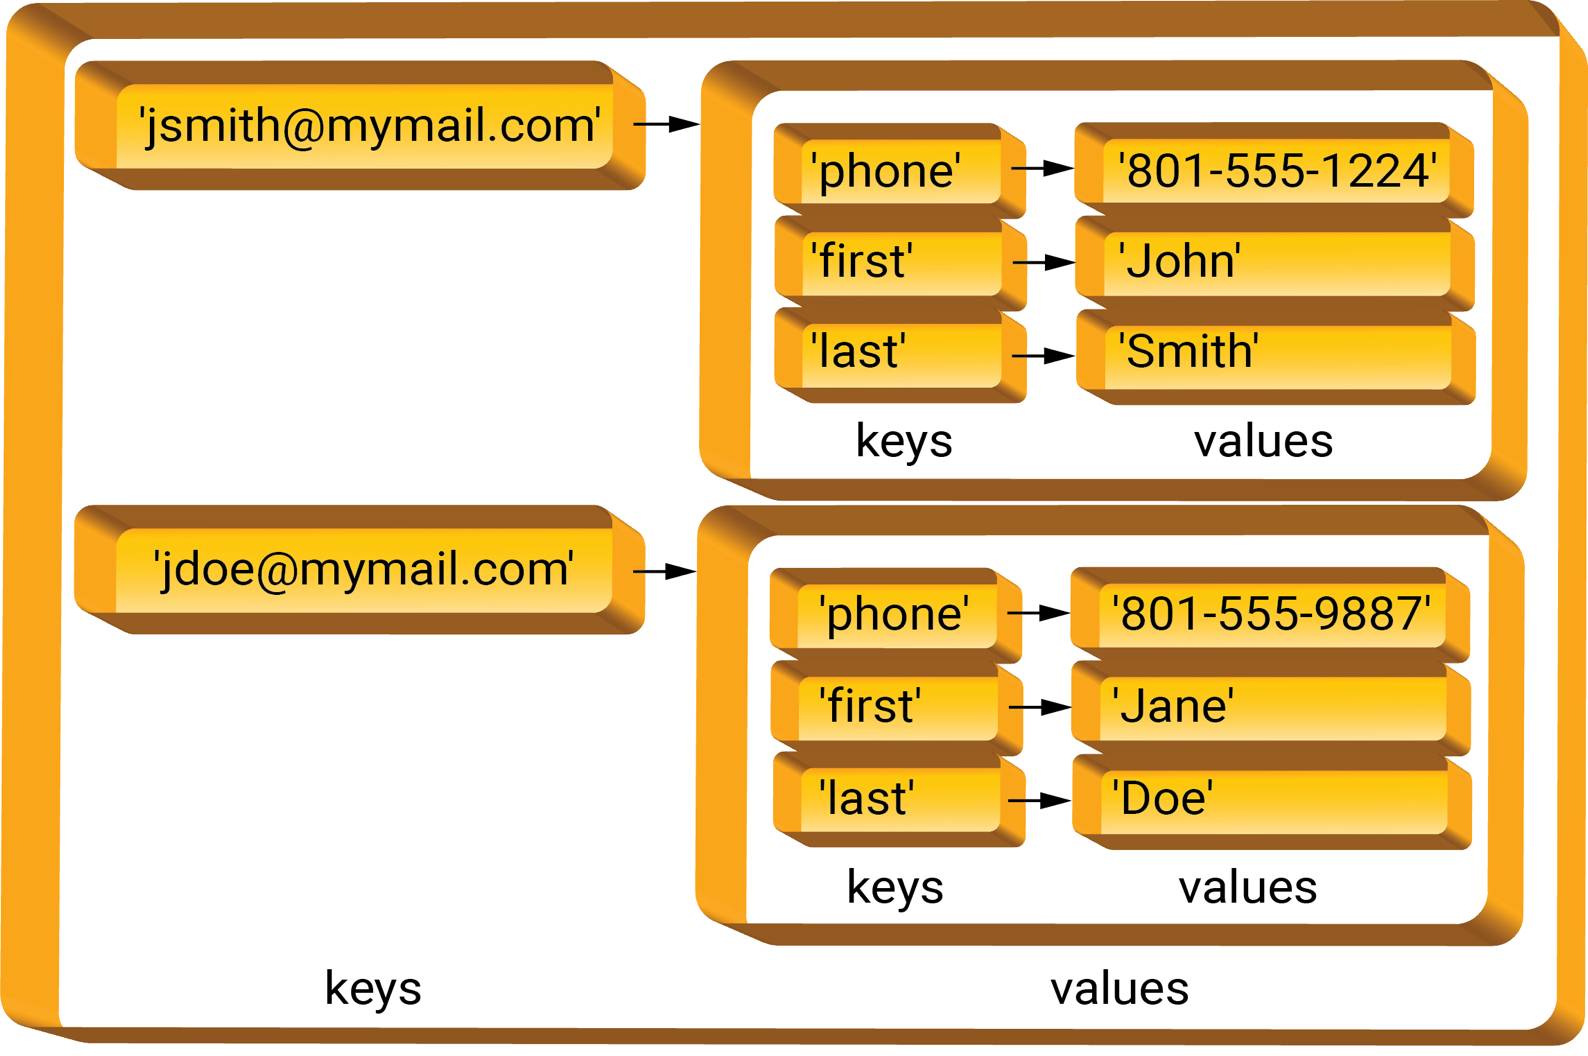 'jsmith@mymail.com'
'phone' '801-555-1224'
'first' 'John'
'last' 'Smith'
keys values
'jdoe@mymail.com'
'phone' '801-555-9887'
'first' 'Jane'
'last' 'Doe'
keys values
keys values